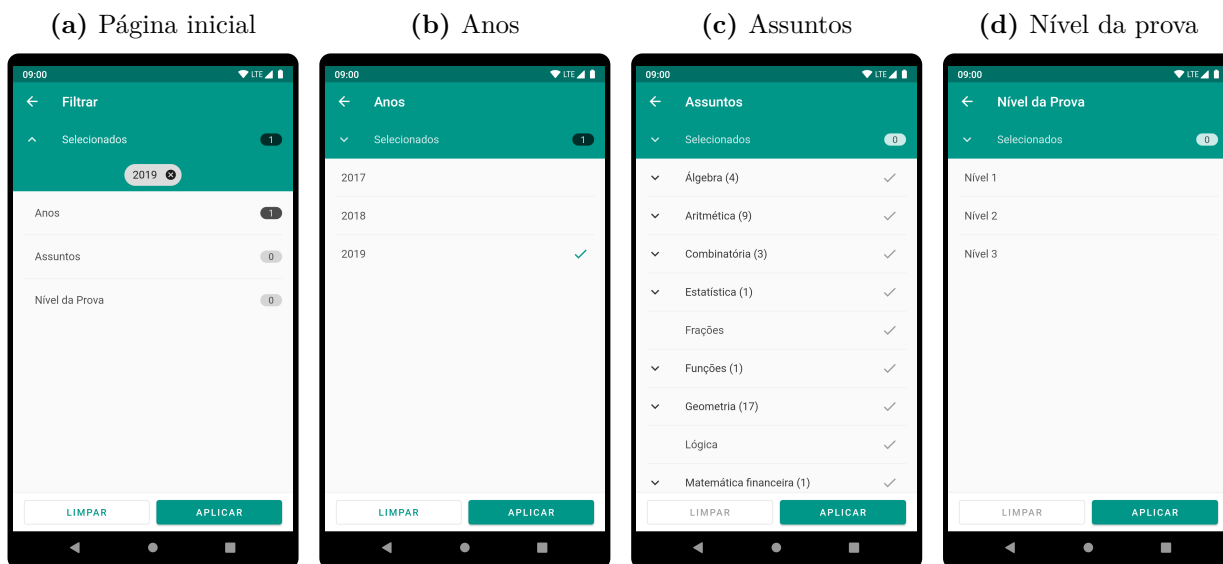 (a) Página inicial
09:00
LTE
Filtrar
Selecionados 1
2019
Anos 1
Assuntos 0
Nível da Prova 0
LIMPAR APLICAR
(b) Anos
09:00
LTE
Anos
Selecionados 1
2017
2018
2019
LIMPAR APLICAR
(c) Assuntos
09:00
LTE
Assuntos
Selecionados 0
Álgebra (4)
Aritmética (9)
Combinatória (3)
Estatística (1)
Frações
Funções (1)
Geometria (17)
Lógica
Matemática financeira (1)
LIMPAR APLICAR
(d) Nível da prova
09:00
LTE
Nível da Prova
Selecionados 0
Nível 1
Nível 2
Nível 3
LIMPAR APLICAR